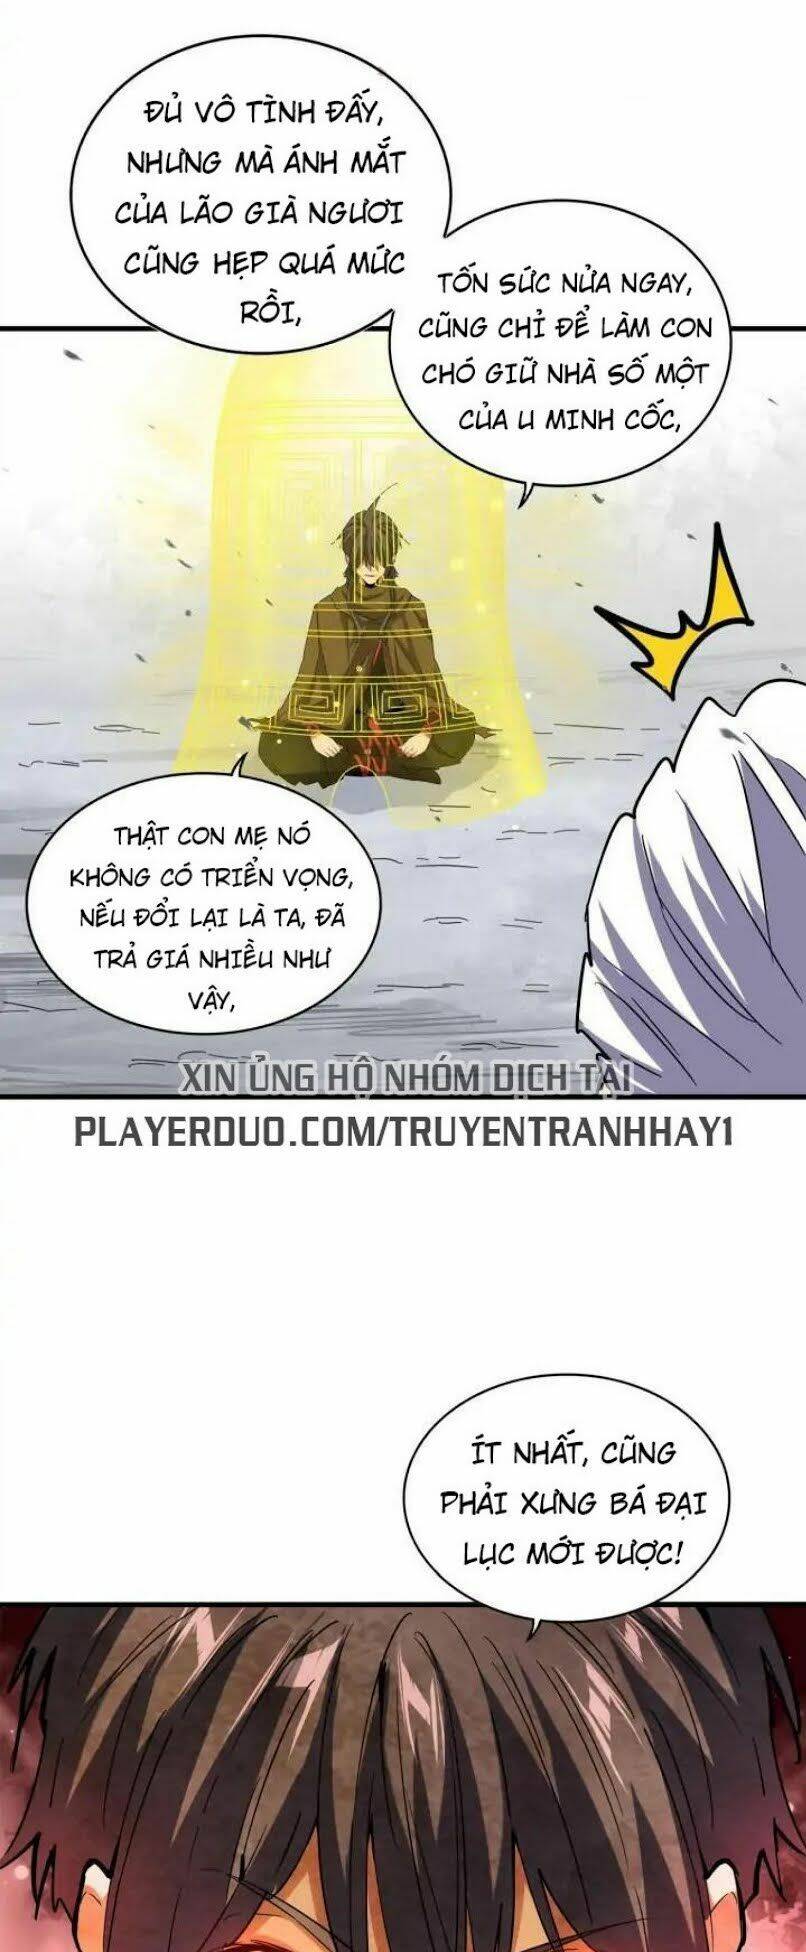 ĐỦ VÔ TÌNH ĐẤY,
NHƯNG MÀ ÁNH MẮT
CỦA LÃO GIÀ NGƯƠI
CŨNG HẸP QUÁ MỨC
RỒI,
TỐN SỨC NỬA NGAY,
CŨNG CHỈ ĐỂ LÀM CON
CHÓ GIỮ NHÀ SỐ MỘT
CỦA U MINH CỐC,
THẬT CON MẸ NÓ
KHÔNG CÓ TRIỂN VỌNG,
NẾU ĐỔI LẠI LÀ TA, ĐÃ
TRẢ GIÁ NHIỀU NHƯ
VẬY,
XIN ỦNG HỘ NHÓM DỊCH TẠI
PLAYERDUO.COM/TRUYENTRANHHAY1
ÍT NHẤT, CŨNG
PHẢI XƯNG BÁ ĐẠI
LỤC MỚI ĐƯỢC!